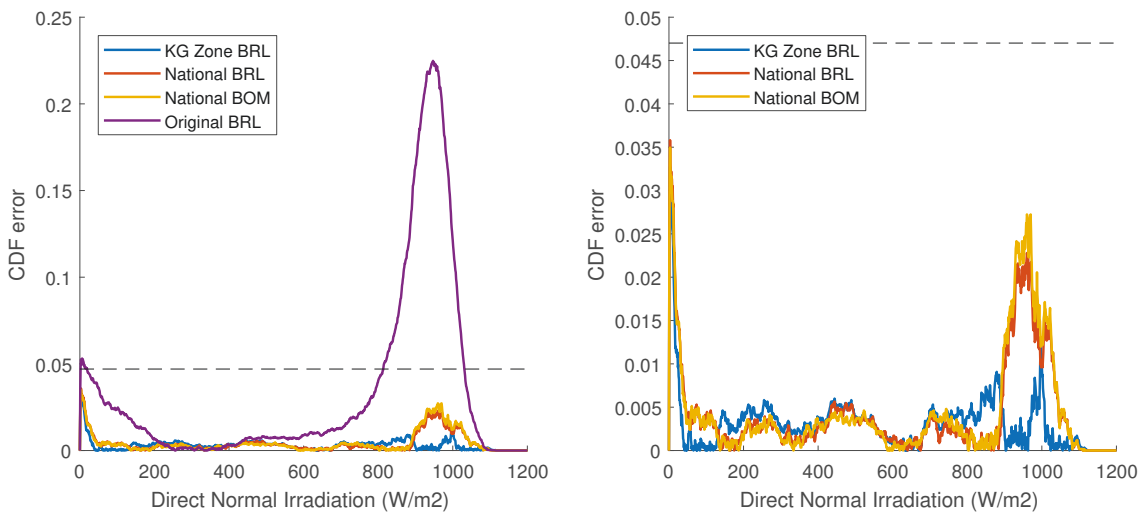 0.25
0.2
0.15
0.1
0.05
0
CDF error
KG Zone BRL
National BRL
National BOM
Original BRL
0 200 400 600 800 1000 1200
Direct Normal Irradiation (W/m2)
0.05
0.045
0.04
0.035
0.03
0.025
0.02
0.015
0.01
0.005
0
CDF error
KG Zone BRL
National BRL
National BOM
0 200 400 600 800 1000 1200
Direct Normal Irradiation (W/m2)